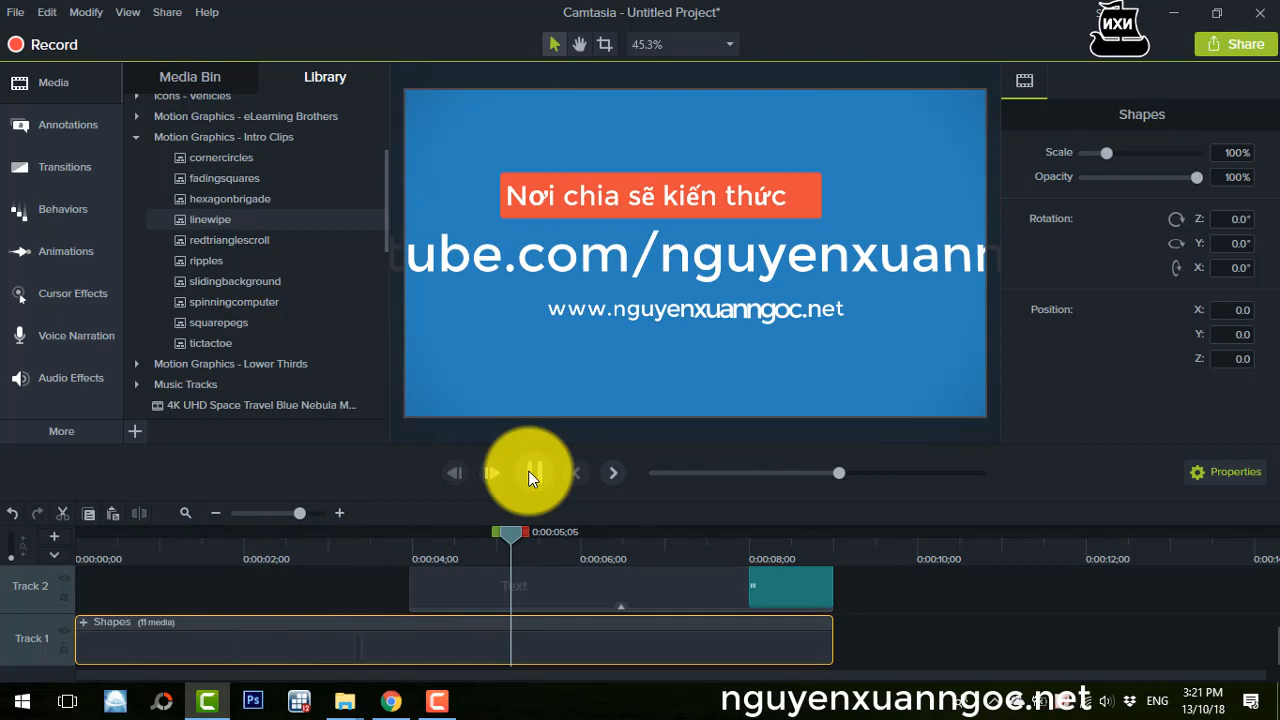 File Edit Modify View Share Help
Camtasia - Untitled Project*
ИХИ
Record
45.3%
Share
Media
Annotations
Transitions
Behaviors
Animations
Cursor Effects
Voice Narration
Audio Effects
More
Media Bin
Library
Icons - Vehicles
Motion Graphics - eLearning Brothers
Motion Graphics - Intro Clips
cornercircles
fadingsquares
hexagonbrigade
linewipe
redtrianglescroll
ripples
slidingbackground
spinningcomputer
squarepegs
tictactoe
Motion Graphics - Lower Thirds
Music Tracks
4K UHD Space Travel Blue Nebula M...
Nơi chia sẽ kiến thức
tube.com/nguyenxuann
www.nguyenxuanngoc.net
Shapes
Scale 100%
Opacity 100%
Rotation: Z: 0.0°
Y: 0.0°
X: 0.0°
Position: X: 0.0
Y: 0.0
Z: 0.0
Properties
0:00:05;05
0:00:00;00 0:00:02;00 0:00:04;00 0:00:06;00 0:00:08;00 0:00:10;00 0:00:12;00
Track 2
Text
Track 1
Shapes (11 media)
Ps
nguyenxuanngoc.net
ENG
3:21 PM
13/10/18